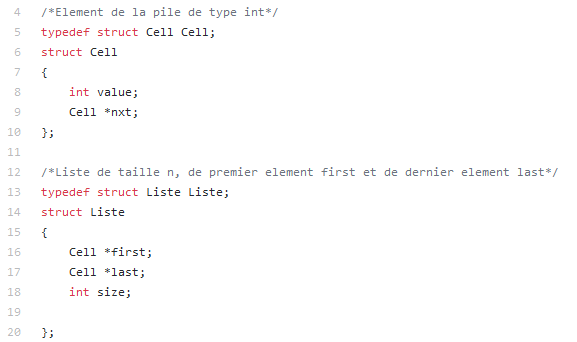 4 /*Element de la pile de type int*/
5 typedef struct Cell Cell;
6 struct Cell
7 {
8     int value;
9     Cell *nxt;
10 };
11
12 /*Liste de taille n, de premier element first et de dernier element last*/
13 typedef struct Liste Liste;
14 struct Liste
15 {
16     Cell *first;
17     Cell *last;
18     int size;
19
20 };